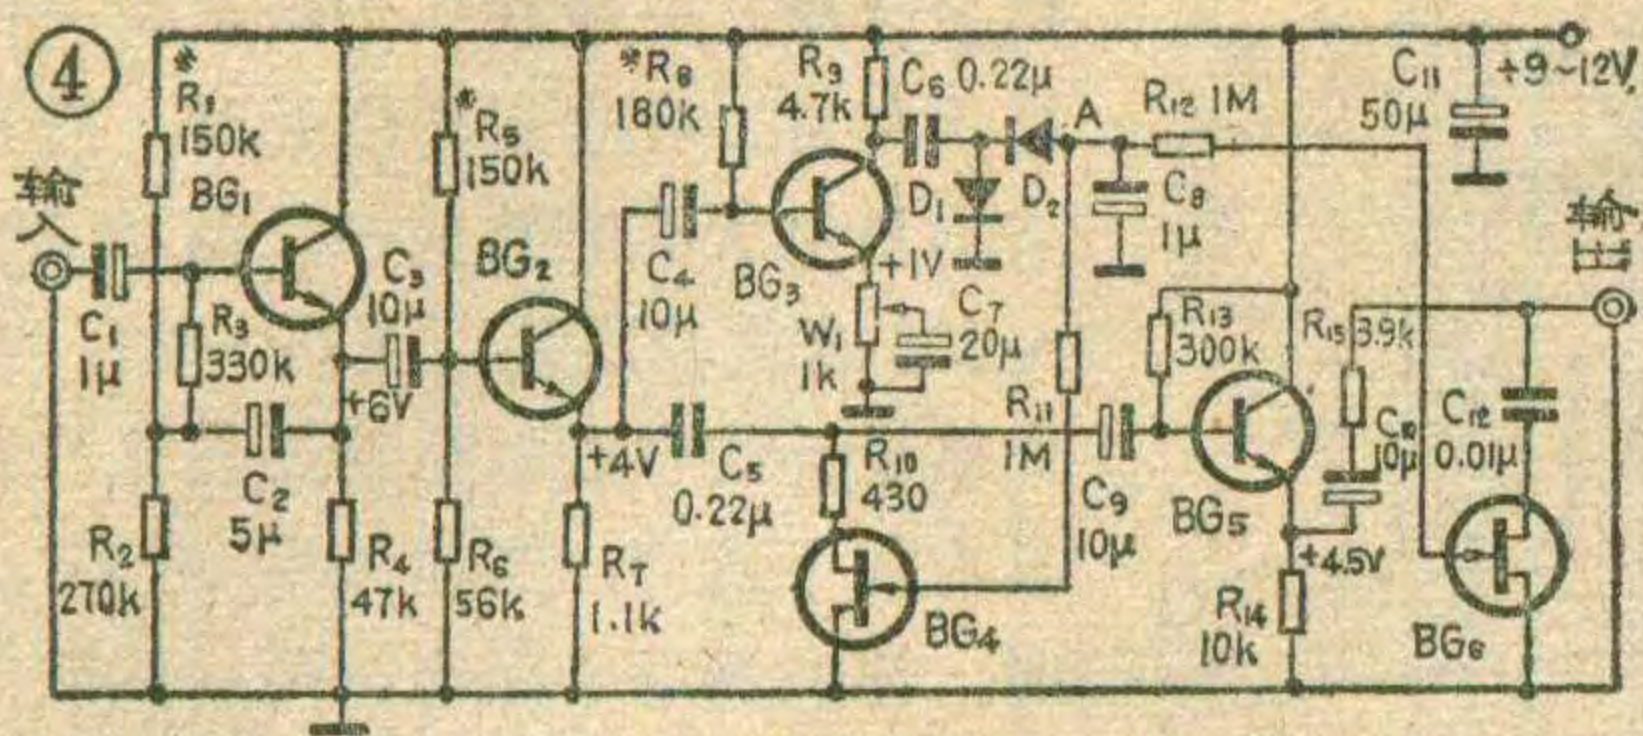 ④
*
R₁
150k
BG₁
输
入
C₁
1μ
R₃
330k
C₂
5μ
R₂
270k
+6V
R₄
47k
C₃
10μ
*
R₅
150k
R₆
56k
BG₂
+4V
R₇
1.1k
*R₈
180k
C₄
10μ
C₅
0.22μ
BG₃
R₉
4.7k
C₆ 0.22μ
D₁
D₂
A
+1V
W₁
1k
C₇
20μ
C₈
1μ
R₁₀
430
R₁₁
1M
BG₄
R₁₂ 1M
R₁₃
300k
C₉
10μ
BG₅
+4.5V
R₁₄
10k
R₁₅ 3.9k
C₁₀
10μ
C₁₁
50μ
+9~12V
C₁₂
0.01μ
BG₆
输
出